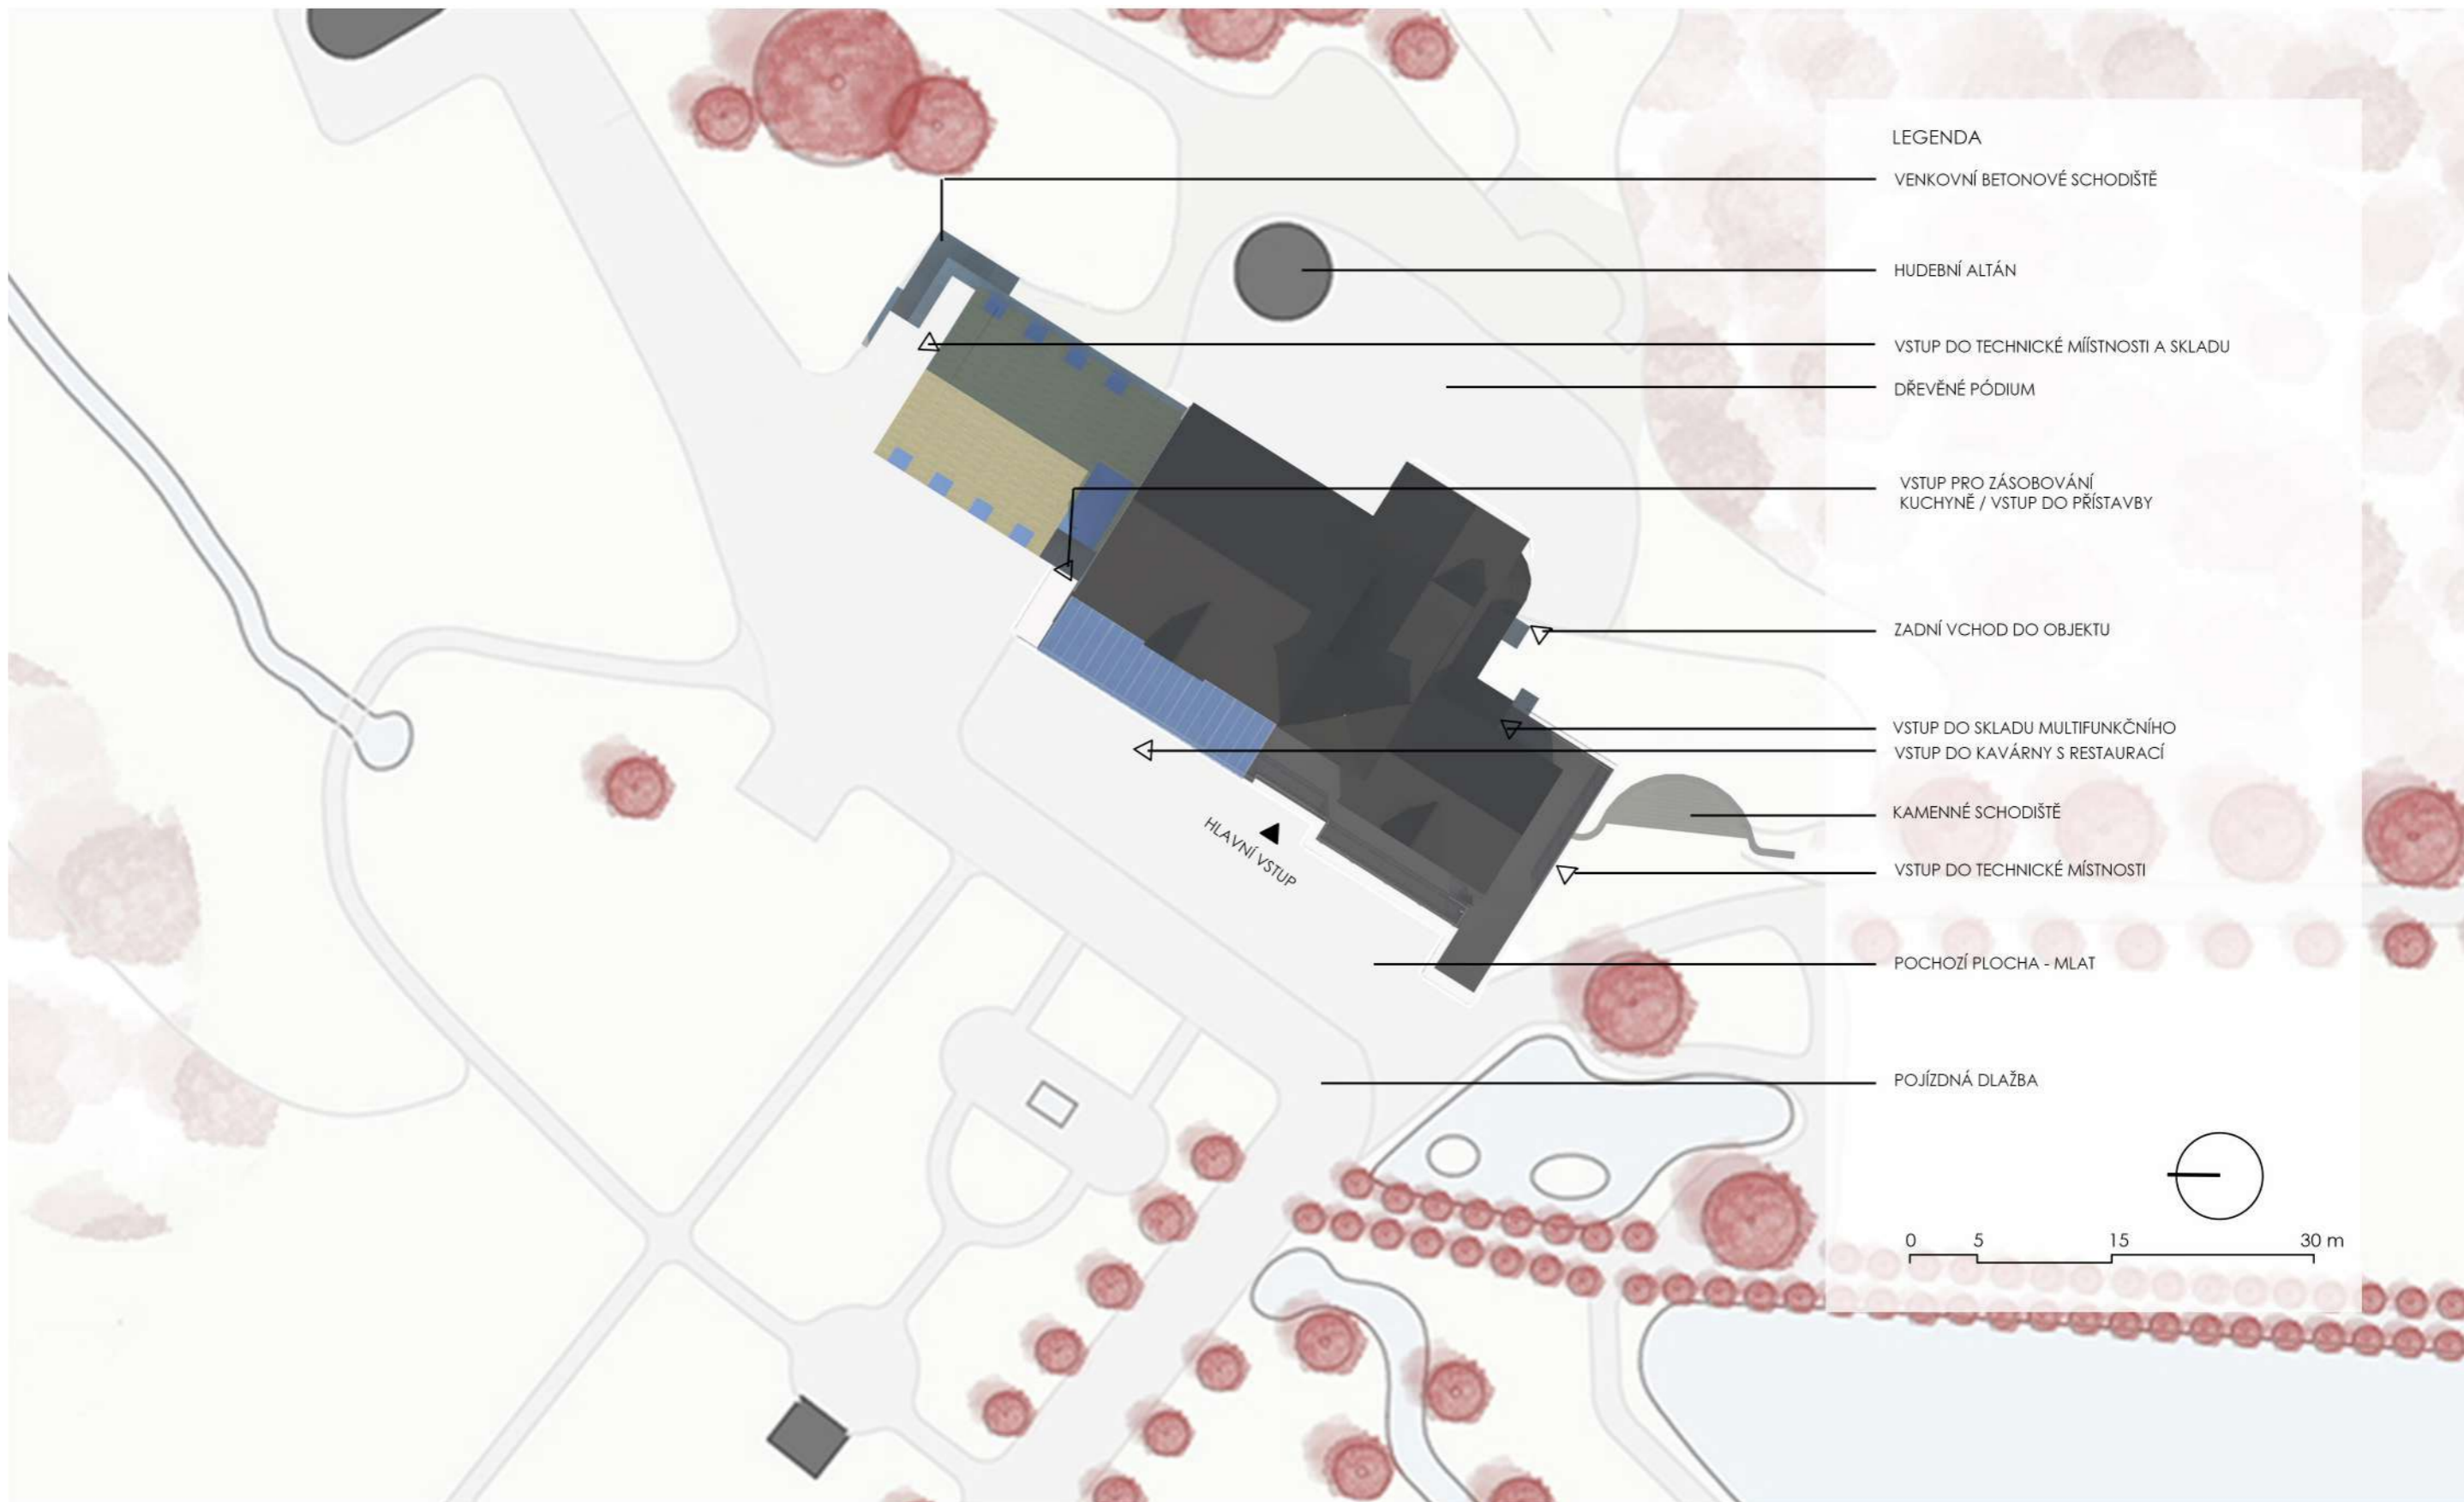 LEGENDA
VENKOVNÍ BETONOVÉ SCHODIŠTĚ
HUDEBNÍ ALTÁN
VSTUP DO TECHNICKÉ MÍÍSTNOSTI A SKLADU
DŘEVĚNÉ PÓDIUM
VSTUP PRO ZÁSOBOVÁNÍ
KUCHYNĚ / VSTUP DO PŘÍSTAVBY
ZADNÍ VCHOD DO OBJEKTU
VSTUP DO SKLADU MULTIFUNKČNÍHO
VSTUP DO KAVÁRNY S RESTAURACÍ
KAMENNÉ SCHODIŠTĚ
HLAVNÍ VSTUP
VSTUP DO TECHNICKÉ MÍSTNOSTI
POCHOZÍ PLOCHA - MLAT
POJÍZDNÁ DLAŽBA
0 5 15 30 m